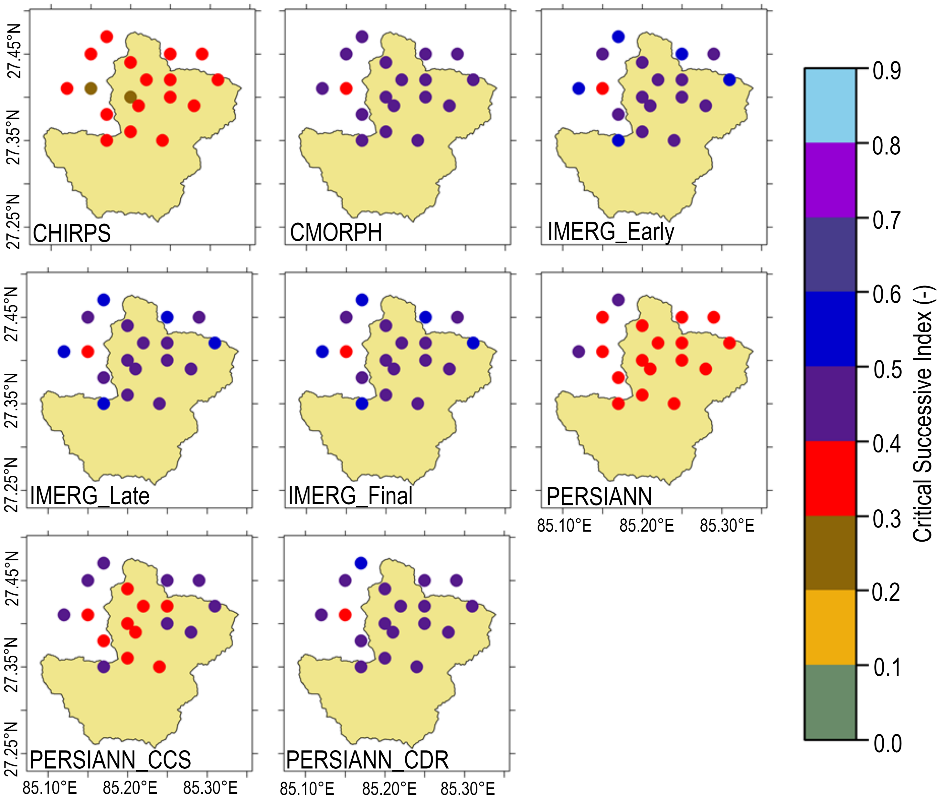 27.45°N
27.35°N
27.25°N
CHIRPS
CMORPH
IMERG_Early
27.45°N
27.35°N
27.25°N
IMERG_Late
IMERG_Final
PERSIANN
85.10°E 85.20°E 85.30°E
27.45°N
27.35°N
27.25°N
PERSIANN_CCS
PERSIANN_CDR
85.10°E 85.20°E 85.30°E
85.10°E 85.20°E 85.30°E
0.9
0.8
0.7
0.6
0.5
0.4
0.3
0.2
0.1
0.0
Critical Successive Index (-)